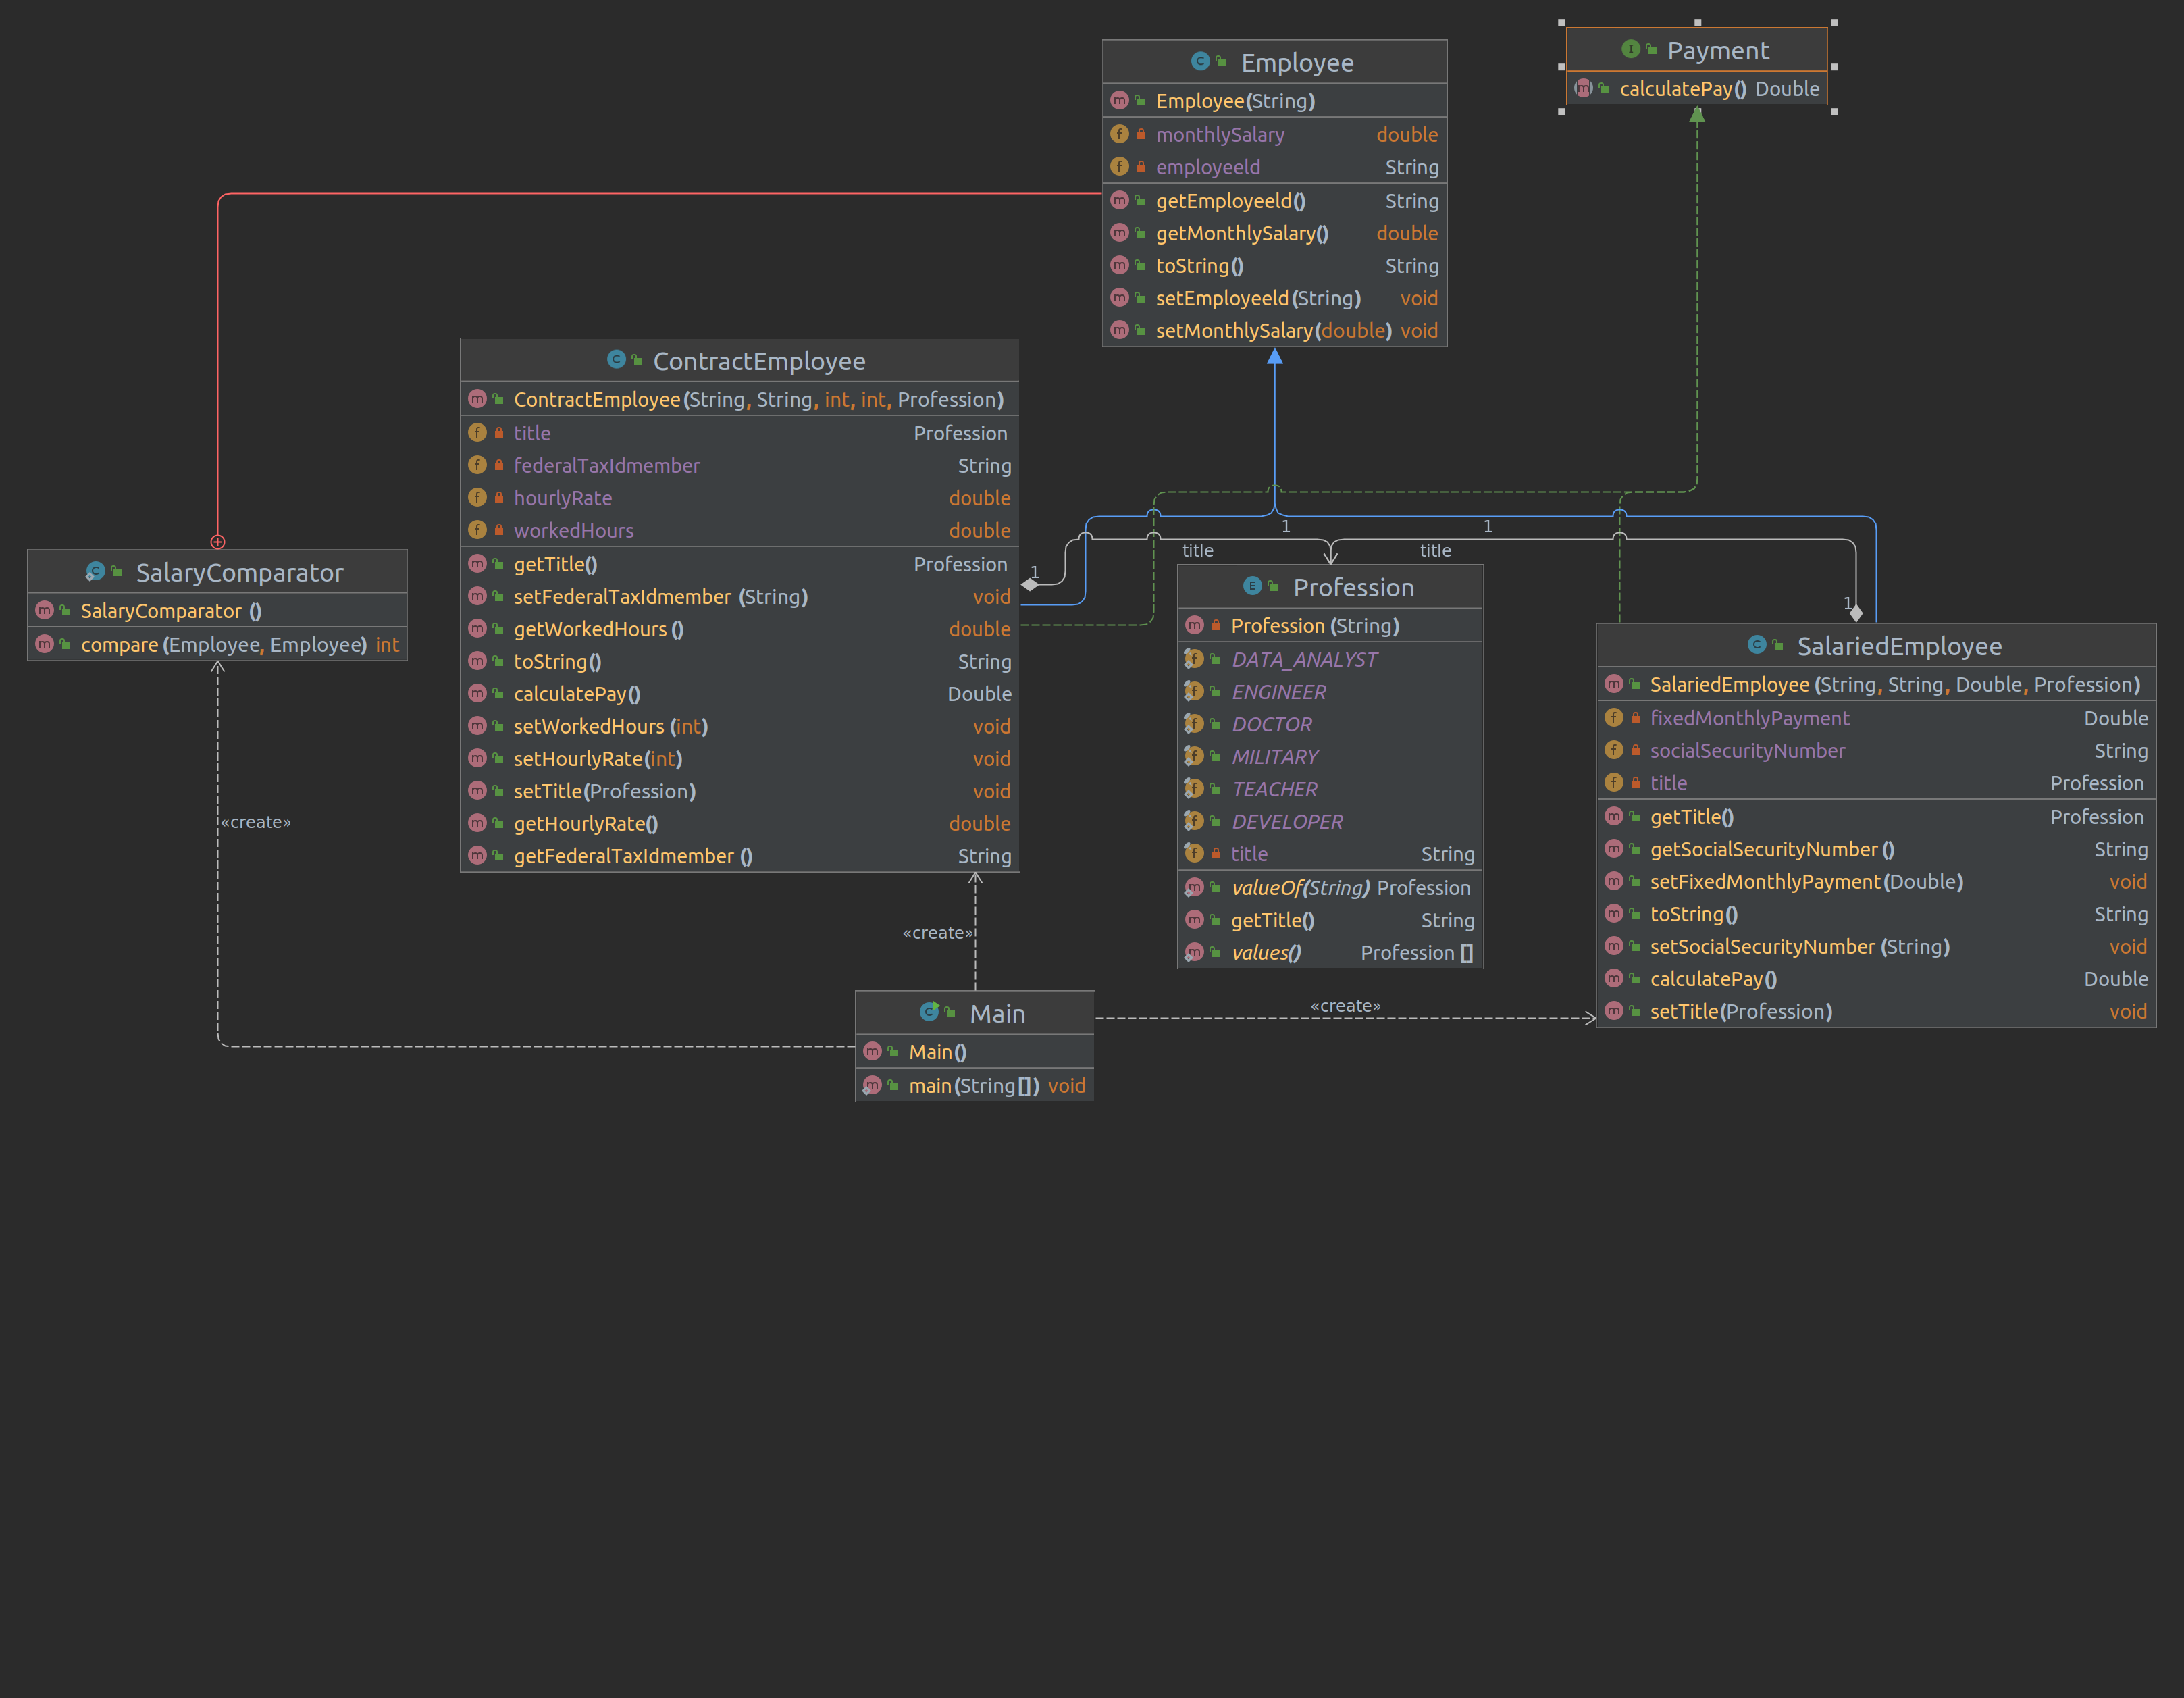 Employee
Employee(String)
monthlySalary double
employeeId String
getEmployeeId() String
getMonthlySalary() double
toString() String
setEmployeeId(String) void
setMonthlySalary(double) void
Payment
calculatePay() Double
ContractEmployee
ContractEmployee(String, String, int, int, Profession)
title Profession
federalTaxIdmember String
hourlyRate double
workedHours double
getTitle() Profession
setFederalTaxIdmember (String) void
getWorkedHours () double
toString() String
calculatePay() Double
setWorkedHours (int) void
setHourlyRate(int) void
setTitle(Profession) void
getHourlyRate() double
getFederalTaxIdmember () String
SalaryComparator
SalaryComparator ()
compare (Employee, Employee) int
1
1
1
1
title
title
Profession
Profession (String)
DATA_ANALYST
ENGINEER
DOCTOR
MILITARY
TEACHER
DEVELOPER
title String
valueOf(String) Profession
getTitle() String
values() Profession []
SalariedEmployee
SalariedEmployee (String, String, Double, Profession)
fixedMonthlyPayment Double
socialSecurityNumber String
title Profession
getTitle() Profession
getSocialSecurityNumber () String
setFixedMonthlyPayment(Double) void
toString() String
setSocialSecurityNumber (String) void
calculatePay() Double
setTitle(Profession) void
«create»
«create»
«create»
Main
Main()
main(String[]) void